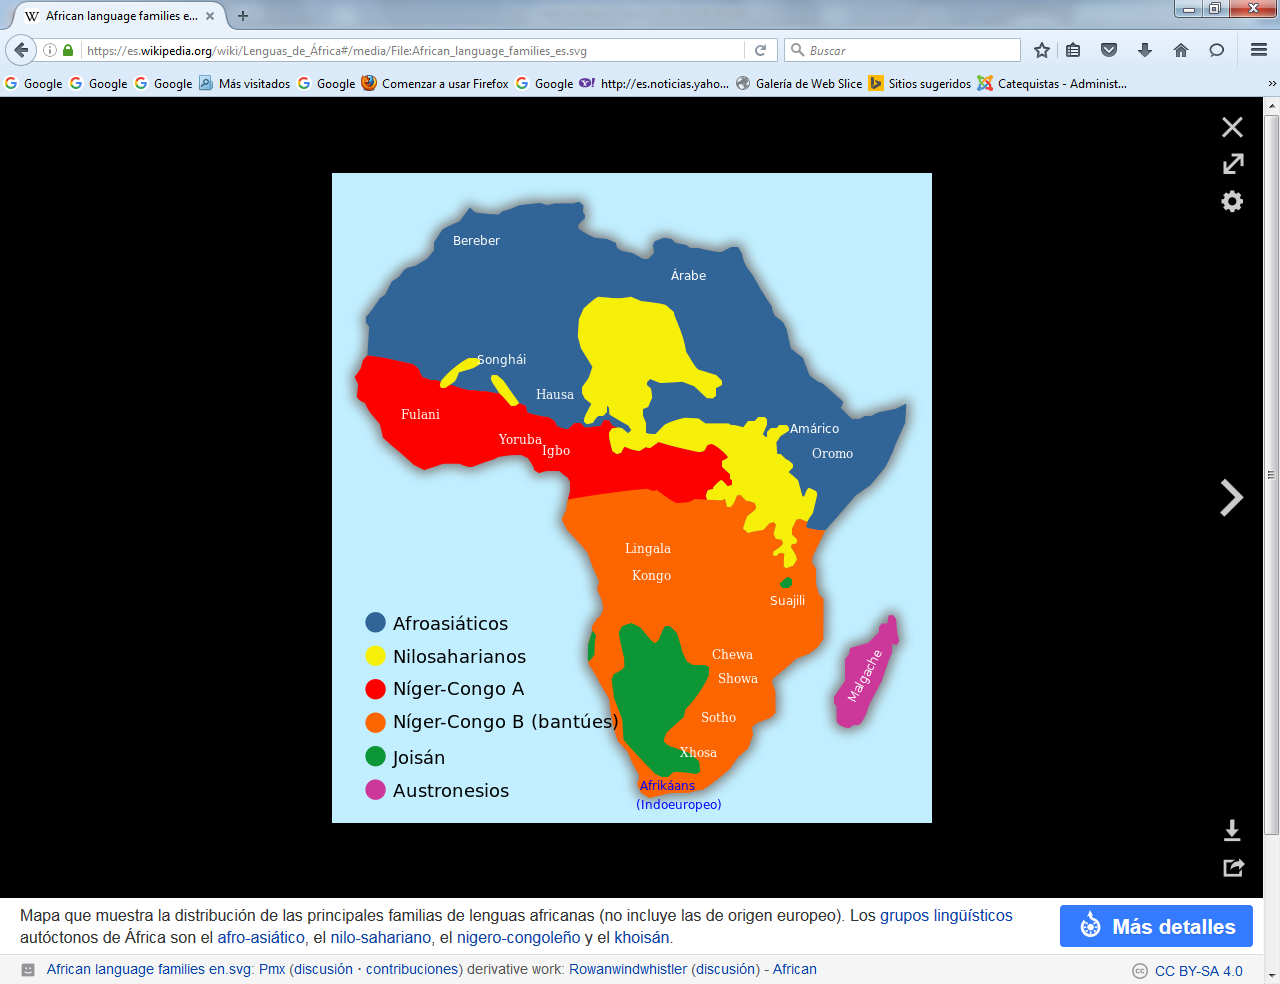 African language families e...
https://es.wikipedia.org/wiki/Lenguas_de_África#/media/File:African_language_families_es.svg
Buscar
Google Google Google Más visitados Google Comenzar a usar Firefox Google http://es.noticias.yaho... Galería de Web Slice Sitios sugeridos Catequistas - Administ...
Bereber
Árabe
Songhái
Hausa
Fulani
Yoruba
Igbo
Amárico
Oromo
Lingala
Kongo
Suajili
Chewa
Showa
Malgache
Sotho
Xhosa
Afrikáans
(Indoeuropeo)
Afroasiáticos
Nilosaharianos
Níger-Congo A
Níger-Congo B (bantúes)
Joisán
Austronesios
Mapa que muestra la distribución de las principales familias de lenguas africanas (no incluye las de origen europeo). Los grupos lingüísticos
autóctonos de África son el afro-asiático, el nilo-sahariano, el nigero-congoleño y el khoisán.
Más detalles
African language families en.svg: Pmx (discusión · contribuciones) derivative work: Rowanwindwhistler (discusión) - African
CC BY-SA 4.0